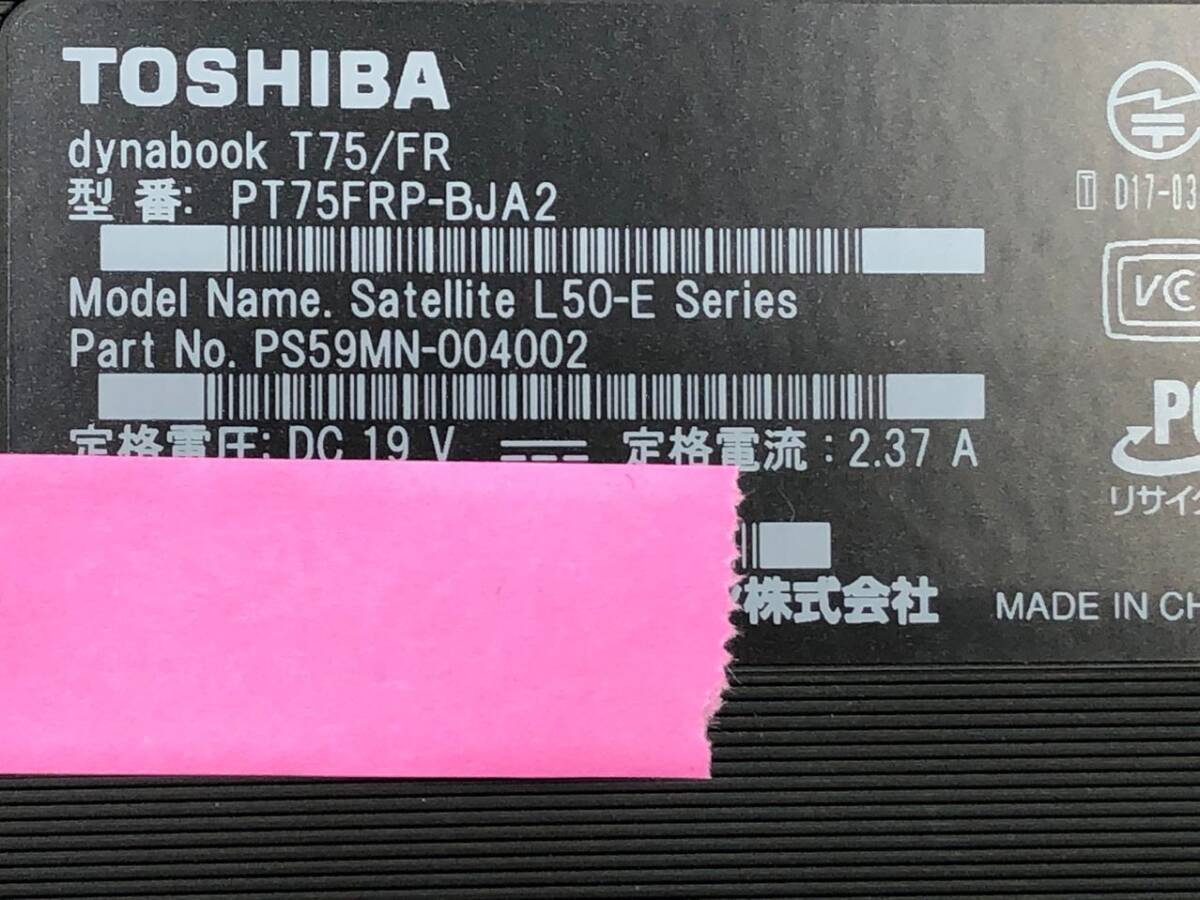 TOSHIBA
dynabook T75/FR
型 番: PT75FRP-BJA2
Model Name. Satellite L50-E Series
Part No. PS59MN-004002
定格電圧: DC 19 V 定格電流 : 2.37 A
株式会社 MADE IN
T D17-03
VC
PC
リサイク